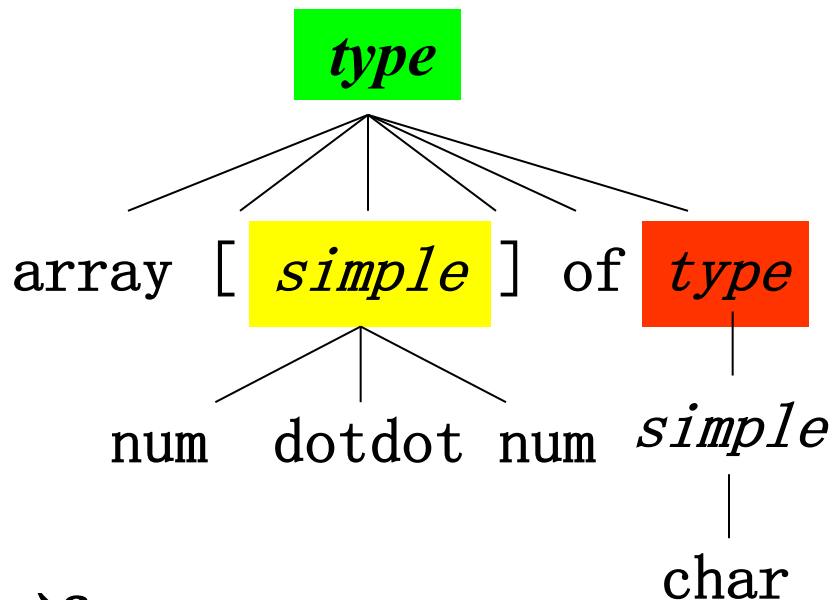 type
array [ simple ] of type
num dotdot num simple
char